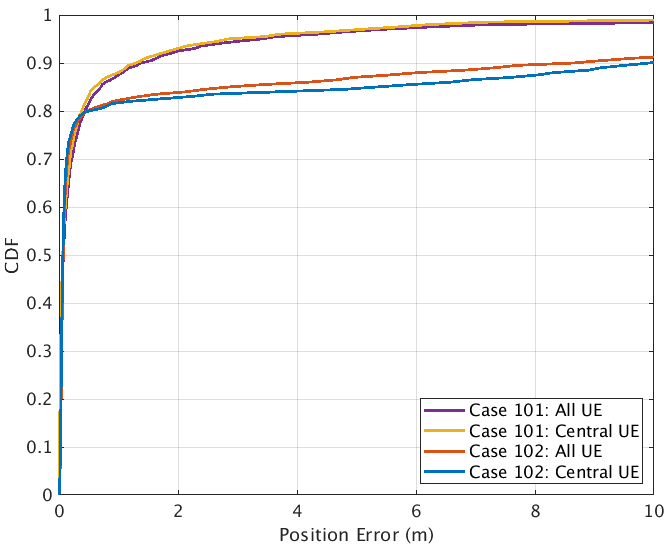 1
0.9
0.8
0.7
0.6
0.5
0.4
0.3
0.2
0.1
0
CDF
0 2 4 6 8 10
Position Error (m)
Case 101: All UE
Case 101: Central UE
Case 102: All UE
Case 102: Central UE